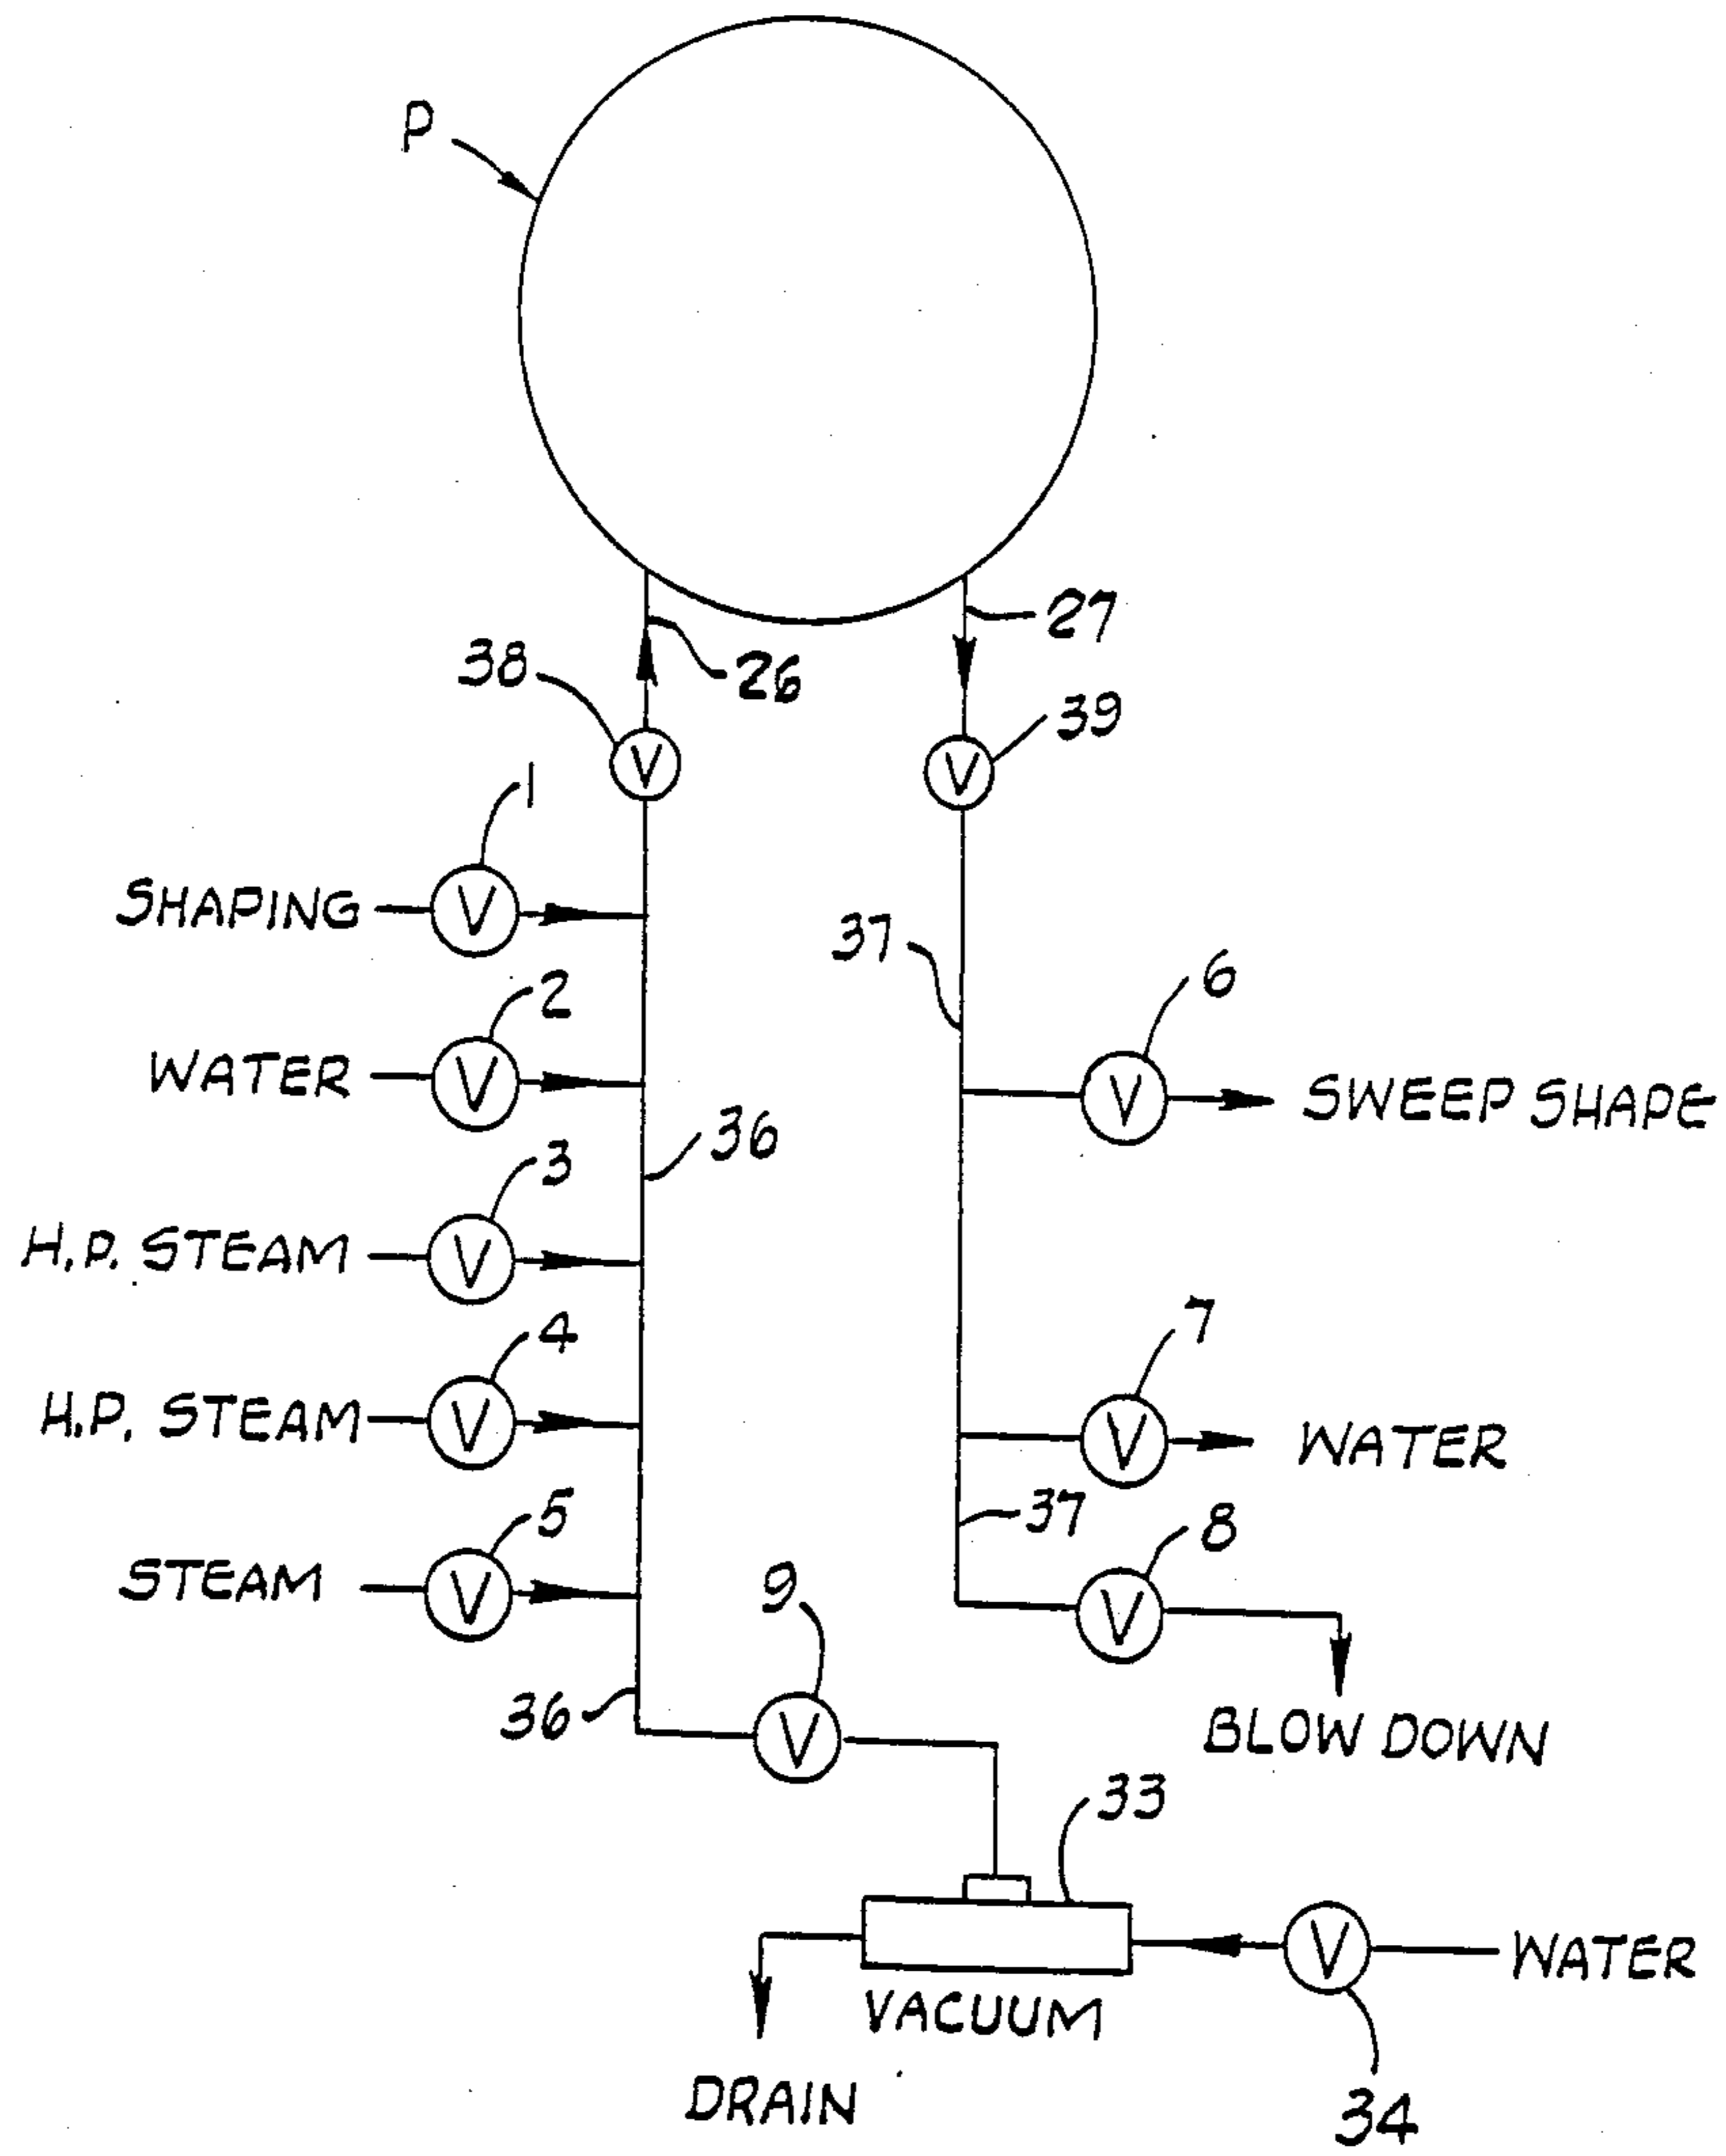 P
27
38
26
39
1
V
V
SHAPING
V
37
2
6
WATER
V
V
SWEEP SHAPE
36
3
H.P. STEAM
V
4
7
H.P. STEAM
V
V
WATER
5
37
8
STEAM
V
9
V
36
V
BLOW DOWN
33
V
WATER
VACUUM
DRAIN
34